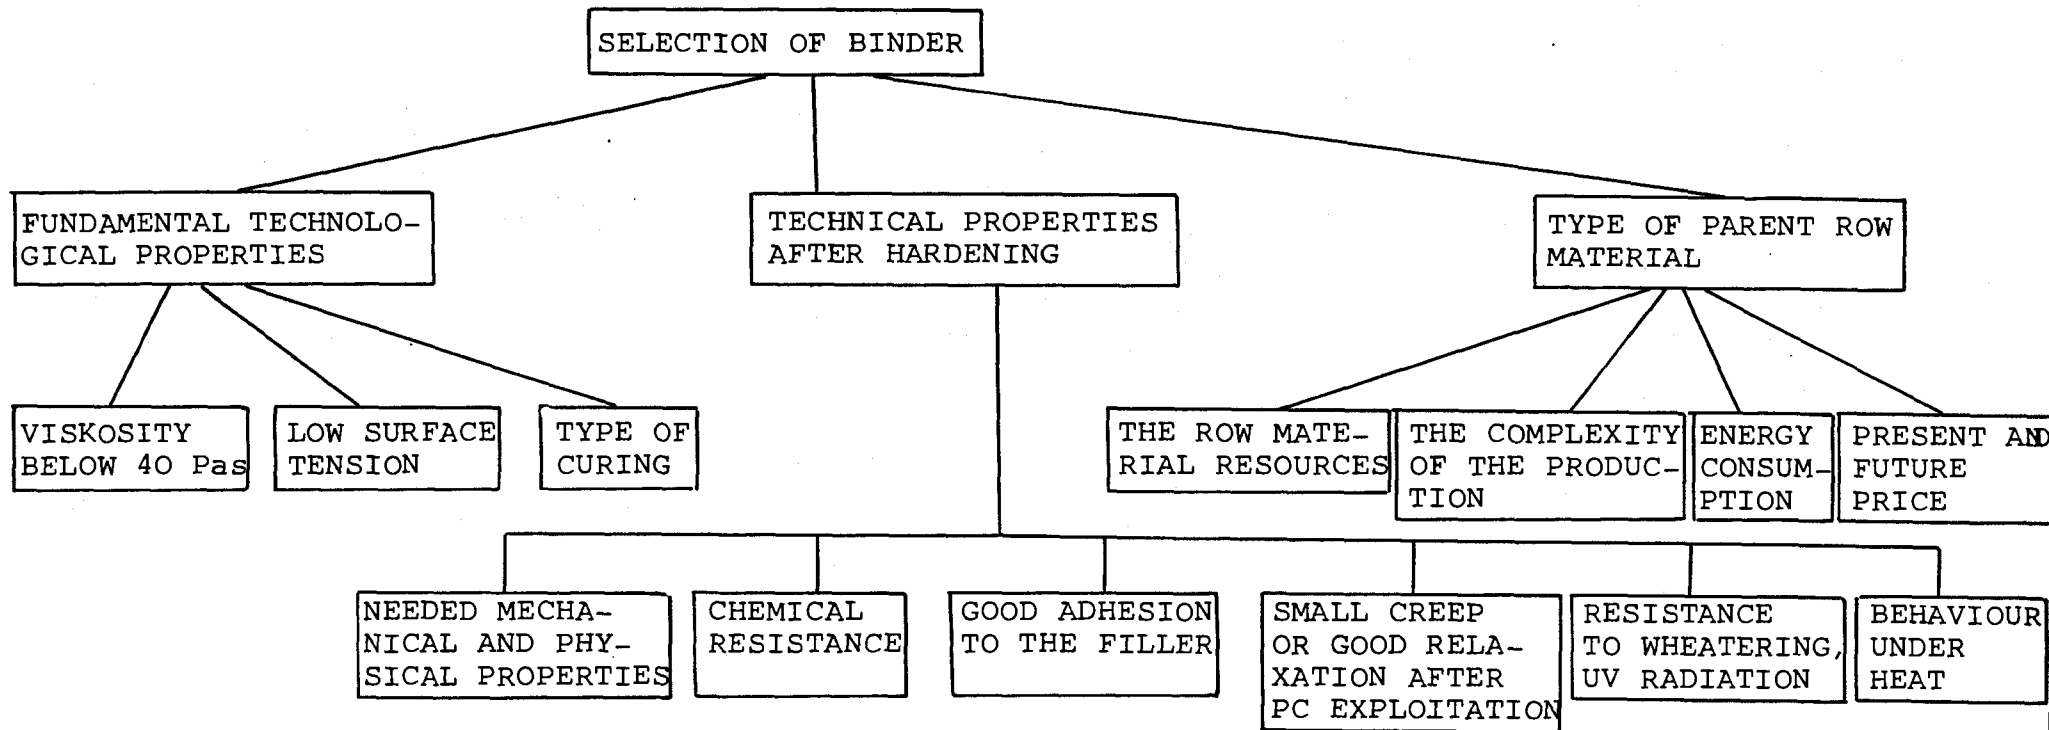 SELECTION OF BINDER
FUNDAMENTAL TECHNOLO-
GICAL PROPERTIES
TECHNICAL PROPERTIES
AFTER HARDENING
TYPE OF PARENT ROW
MATERIAL
VISKOSITY
BELOW 40 Pas
LOW SURFACE
TENSION
TYPE OF
CURING
THE ROW MATE-
RIAL RESOURCES
THE COMPLEXITY
OF THE PRODUC-
TION
ENERGY
CONSUM-
PTION
PRESENT AND
FUTURE
PRICE
NEEDED MECHA-
NICAL AND PHY-
SICAL PROPERTIES
CHEMICAL
RESISTANCE
GOOD ADHESION
TO THE FILLER
SMALL CREEP
OR GOOD RELA-
XATION AFTER
PC EXPLOITATION
RESISTANCE
TO WHEATERING,
UV RADIATION
BEHAVIOUR
UNDER
HEAT